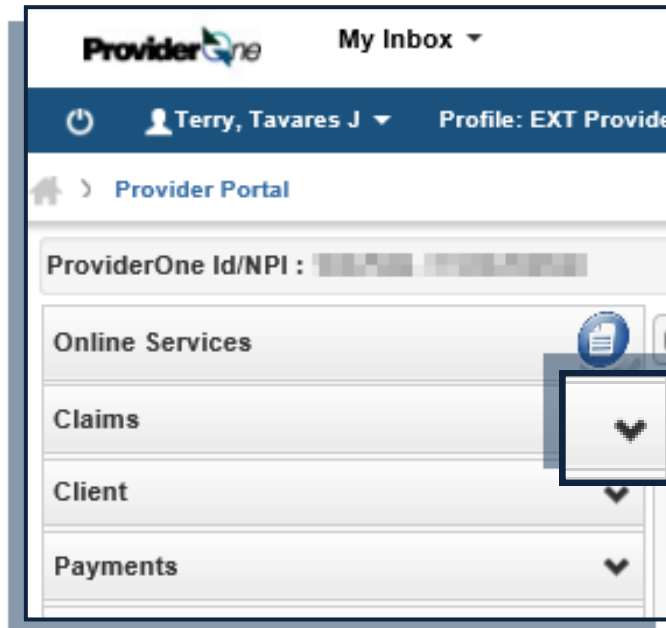 ProviderOne
My Inbox
Terry, Tavares J Profile: EXT Provide
Provider Portal
ProviderOne Id/NPI :
Online Services
Claims
Client
Payments